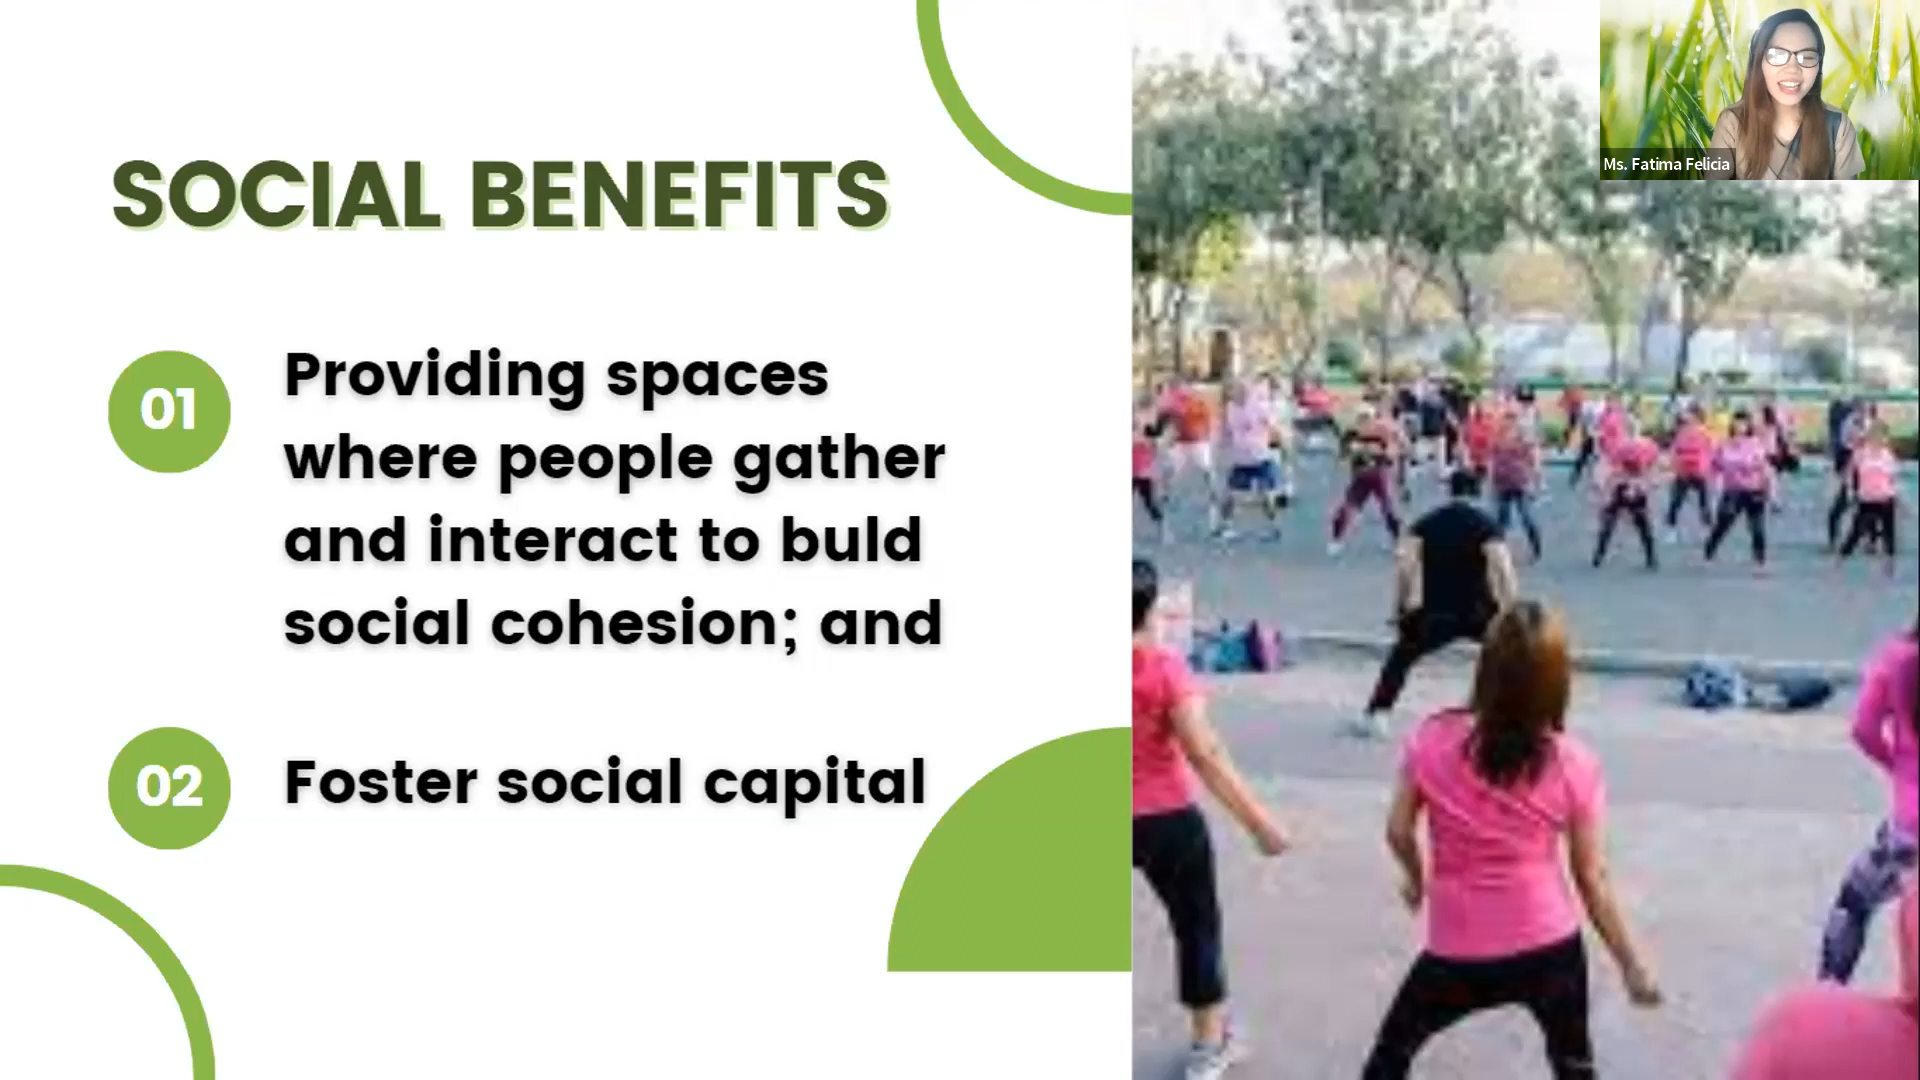 SOCIAL BENEFITS
01
Providing spaces
where people gather
and interact to buld
social cohesion; and
02
Foster social capital
Ms. Fatima Felicia